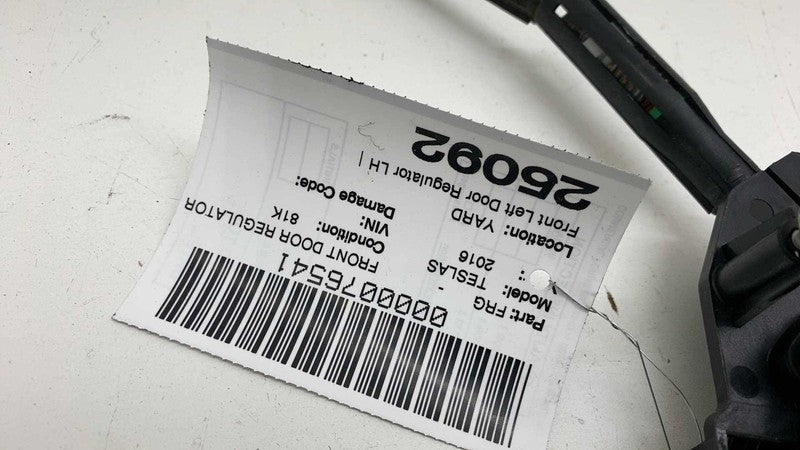 0000076541
Part: FRG FRONT DOOR REGULATOR
Model: TESLAS
:: 2016
Condition: 81K
VIN:
Damage Code:
Location: YARD
Front Left Door Regulator LH |
25092